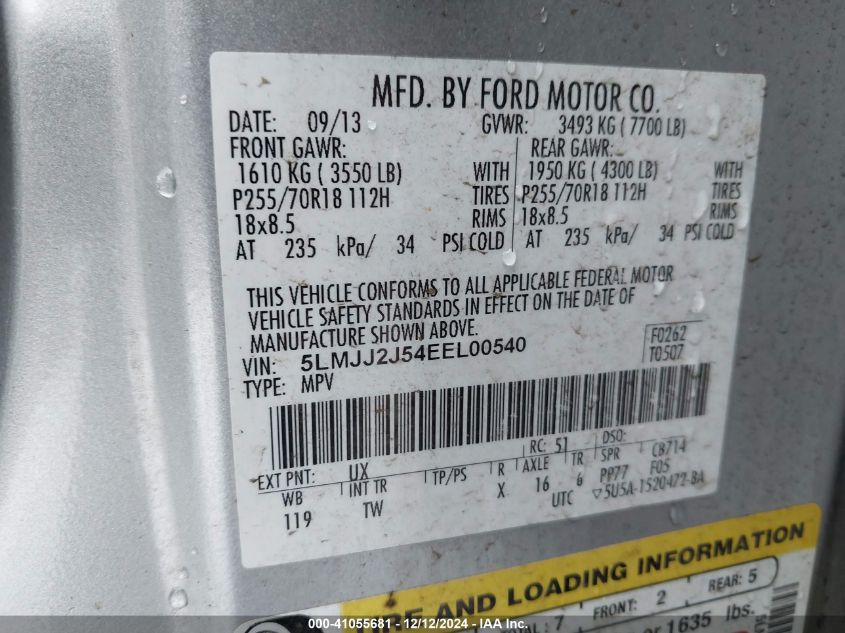 MFD. BY FORD MOTOR CO.
DATE: 09/13 GVWR: 3493 KG ( 7700 LB)
FRONT GAWR: REAR GAWR:
1610 KG ( 3550 LB) WITH 1950 KG ( 4300 LB) WITH
P255/70R18 112H TIRES P255/70R18 112H TIRES
18x8.5 RIMS 18x8.5 RIMS
AT 235 kPa/ 34 PSI COLD AT 235 kPa/ 34 PSI COLD
THIS VEHICLE CONFORMS TO ALL APPLICABLE FEDERAL MOTOR
VEHICLE SAFETY STANDARDS IN EFFECT ON THE DATE OF
MANUFACTURE SHOWN ABOVE.
VIN: 5LMJJ2J54EEL00540 F0262
TYPE: MPV T0507
EXT PNT: UX RC: 51 DSO:
WB INT TR TP/PS R AXLE TR SPR CB714
119 TW X 16 6 PP77 F05
UTC ▽5U5A-1520472-BA
TIRE AND LOADING INFORMATION
TOTAL: 7 FRONT: 2 REAR: 5
or 1635 lbs.
000-41055681 - 12/12/2024 - IAA Inc.